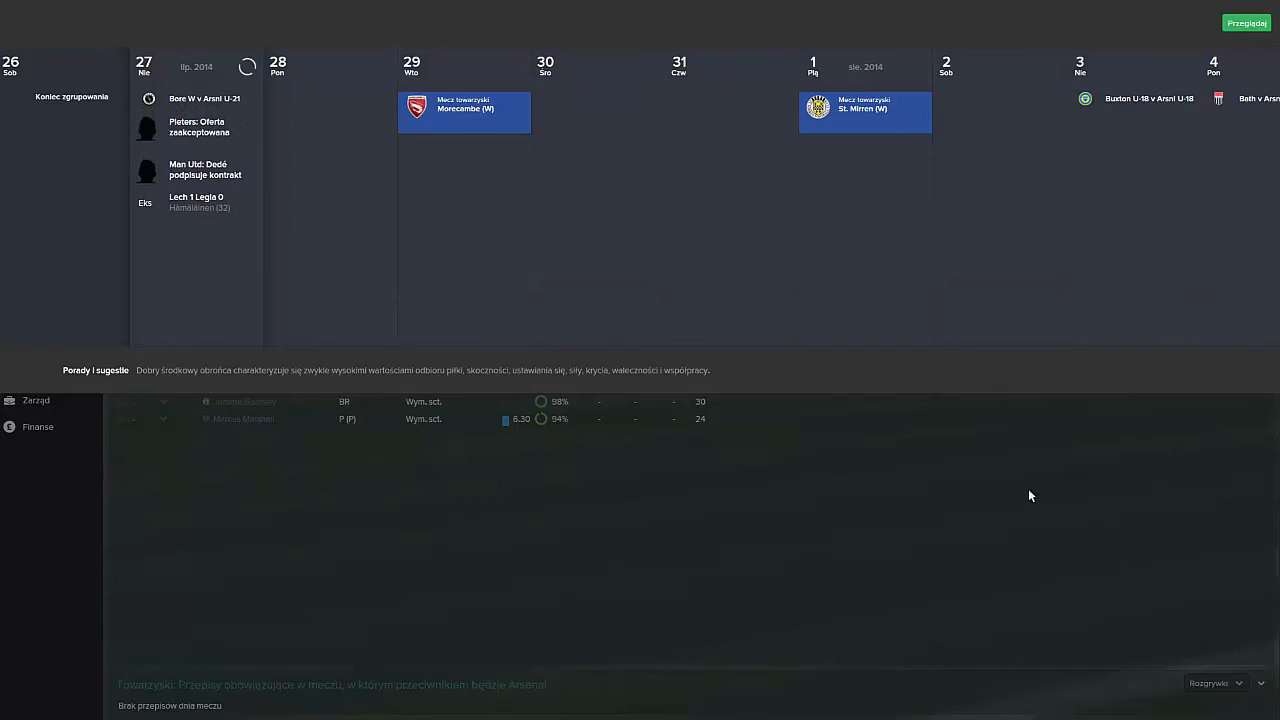 Przeglądaj
26
Sob
27
Nie
lip. 2014
28
Pon
29
Wto
30
Śro
31
Czw
1
Pią
sie. 2014
2
Sob
3
Nie
4
Pon
Koniec zgrupowania
Bore W v Arsnl U-21
Pieters: Oferta
zaakceptowana
Man Utd: Dedé
podpisuje kontrakt
Eks
Lech 1 Legia 0
Hämäläinen (32)
Mecz towarzyski
Morecambe (W)
Mecz towarzyski
St. Mirren (W)
Buxton U-18 v Arsnl U-18
Bath v Arsn
Porady i sugestie Dobry środkowy obrońca charakteryzuje się zwykle wysokimi wartościami odbioru piłki, skoczności, ustawiania się, siły, krycia, waleczności i współpracy.
Zarząd
BR Wym. szt. 98% - - - 30
Marcus Marshall P (P) Wym. szt. 6.30 94% - - - 24
Finanse
Towarzyski: Przepisy obowiązujące w meczu, w którym przeciwnikiem będzie Arsenal
Rozgrywki
Brak przepisów dnia meczu